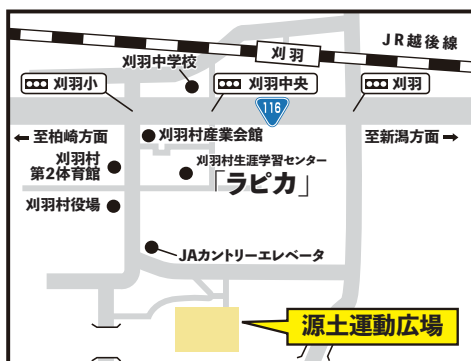 JR越後線
刈羽
刈羽中学校
刈羽小
刈羽中央
刈羽
116
至柏崎方面
刈羽村産業会館
至新潟方面
刈羽村
第2体育館
刈羽村生涯学習センター
「ラピカ」
刈羽村役場
JAカントリーエレベータ
源土運動広場